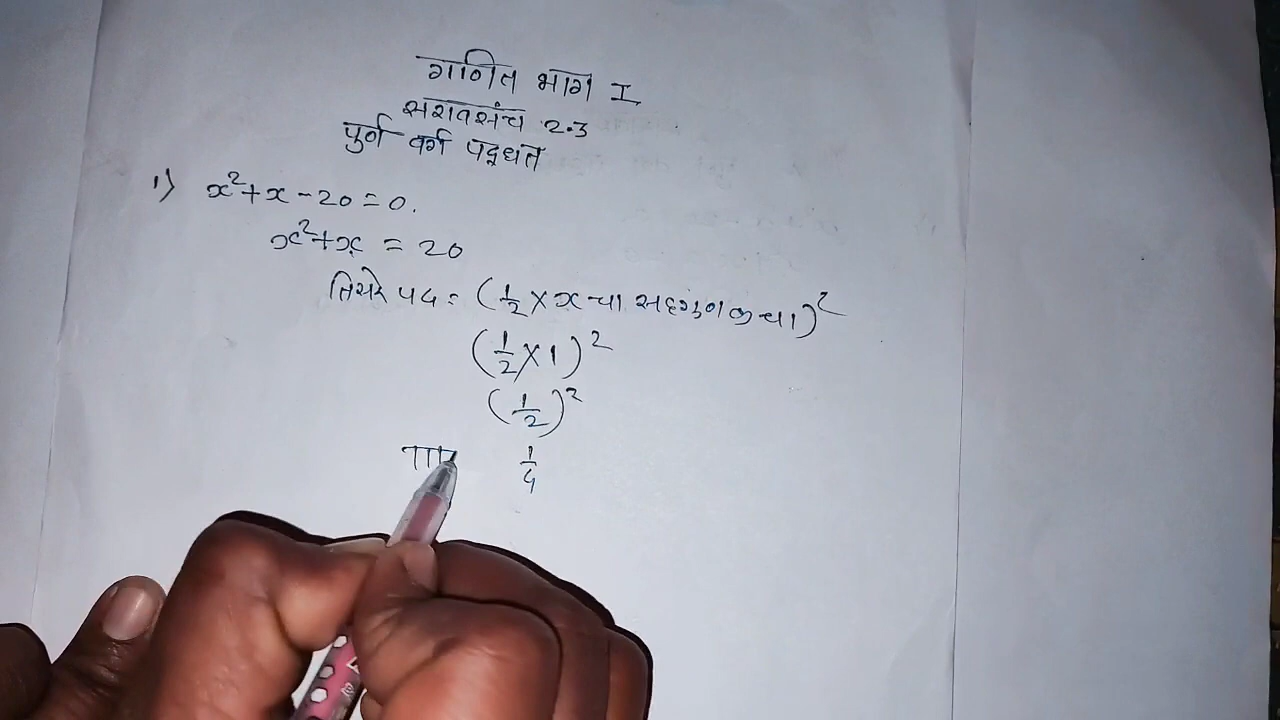 गणित भाग I
सरावसंच 2.3
पुर्ण वर्ग पद्धत
1) x²+x-20=0.
x²+x = 20
तिसरे पद = (1/2 × x च्या सहगुणकाचा)²
(1/2 × 1)²
(1/2)²
1/4